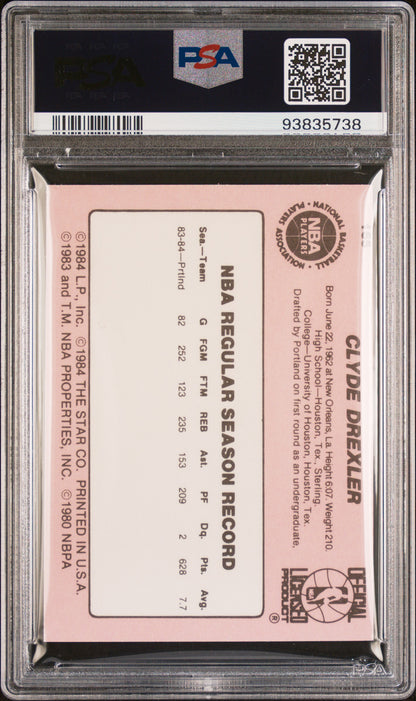 PSA
PSA
93835738
NATIONAL BASKETBALL
PLAYERS
ASSOCIATION
NBA
PLAYERS
CLYDE DREXLER
Born June 22, 1962 at New Orleans, La. Height 6:07. Weight 210.
High School—Houston, Tex., Sterling.
College—University of Houston, Houston, Tex.
Drafted by Portland on first round as an undergraduate.
OFFICIAL
LICENSED
PRODUCT
®
NBA REGULAR SEASON RECORD
Sea.—Team G FGM FTM REB Ast. PF Dq. Pts. Avg.
83-84—Prtlnd 82 252 123 235 153 209 2 628 7.7
©1984 L.P., Inc. ©1984 THE STAR CO. PRINTED IN U.S.A.
©1983 and T.M. NBA PROPERTIES, INC. ©1980 NBPA
PSA